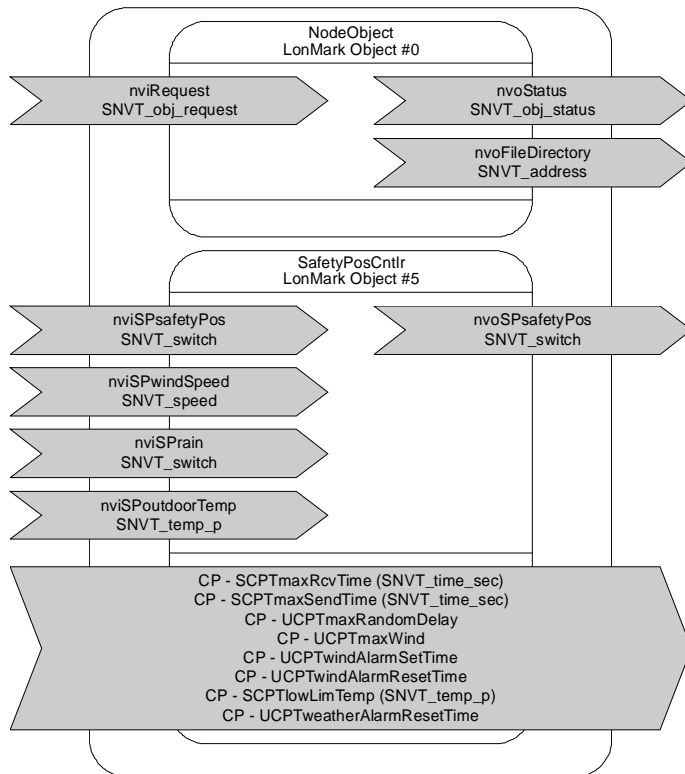 NodeObject
LonMark Object #0
nviRequest
SNVT_obj_request
nvoStatus
SNVT_obj_status
nvoFileDirectory
SNVT_address
SafetyPosCntlr
LonMark Object #5
nviSPsafetyPos
SNVT_switch
nvoSPsafetyPos
SNVT_switch
nviSPwindSpeed
SNVT_speed
nviSPrain
SNVT_switch
nviSPoutdoorTemp
SNVT_temp_p
CP - SCPTmaxRcvTime (SNVT_time_sec)
CP - SCPTmaxSendTime (SNVT_time_sec)
CP - UCPTmaxRandomDelay
CP - UCPTmaxWind
CP - UCPTwindAlarmSetTime
CP - UCPTwindAlarmResetTime
CP - SCPTlowLimTemp (SNVT_temp_p)
CP - UCPTweatherAlarmResetTime